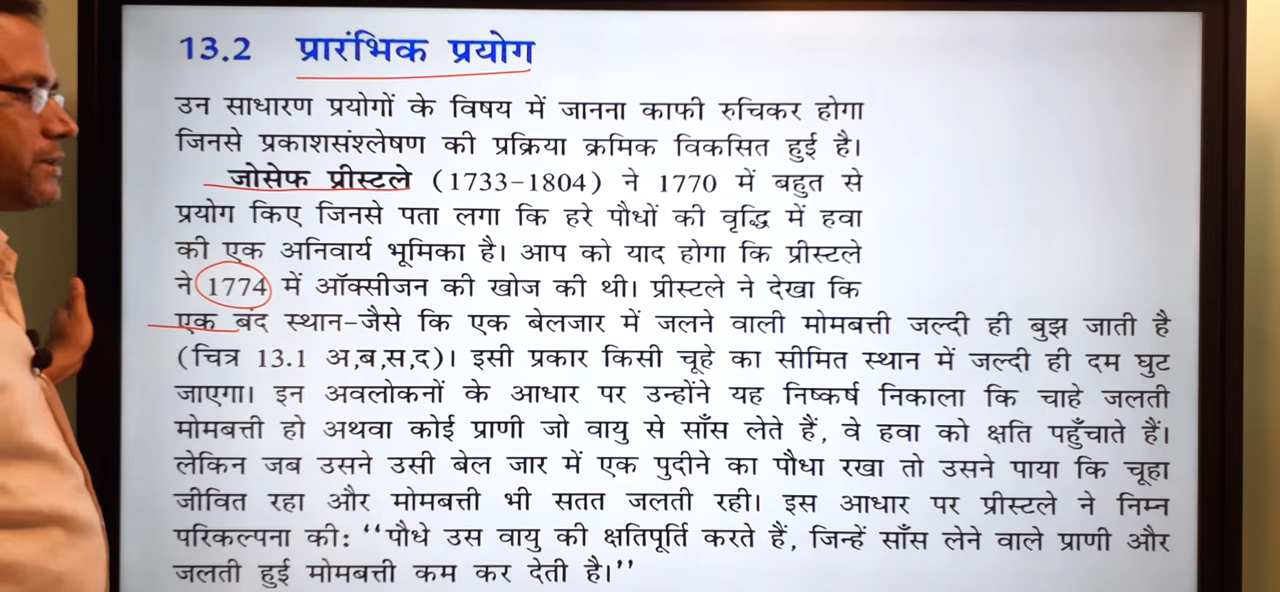 13.2 प्रारंभिक प्रयोग
उन साधारण प्रयोगों के विषय में जानना काफी रुचिकर होगा
जिनसे प्रकाशसंश्लेषण की प्रक्रिया क्रमिक विकसित हुई है।
जोसेफ प्रीस्टले (1733-1804) ने 1770 में बहुत से
प्रयोग किए जिनसे पता लगा कि हरे पौधों की वृद्धि में हवा
की एक अनिवार्य भूमिका है। आप को याद होगा कि प्रीस्टले
ने 1774 में ऑक्सीजन की खोज की थी। प्रीस्टले ने देखा कि
एक बंद स्थान-जैसे कि एक बेलजार में जलने वाली मोमबत्ती जल्दी ही बुझ जाती है
(चित्र 13.1 अ,ब,स,द)। इसी प्रकार किसी चूहे का सीमित स्थान में जल्दी ही दम घुट
जाएगा। इन अवलोकनों के आधार पर उन्होंने यह निष्कर्ष निकाला कि चाहे जलती
मोमबत्ती हो अथवा कोई प्राणी जो वायु से साँस लेते हैं, वे हवा को क्षति पहुँचाते हैं।
लेकिन जब उसने उसी बेल जार में एक पुदीने का पौधा रखा तो उसने पाया कि चूहा
जीवित रहा और मोमबत्ती भी सतत जलती रही। इस आधार पर प्रीस्टले ने निम्न
परिकल्पना की: ‘‘पौधे उस वायु की क्षतिपूर्ति करते हैं, जिन्हें साँस लेने वाले प्राणी और
जलती हुई मोमबत्ती कम कर देती है।’’